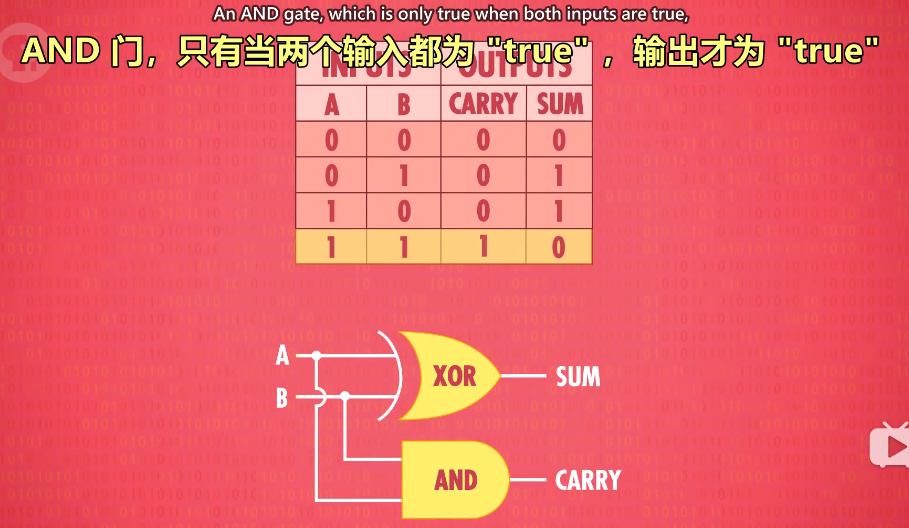 An AND gate, which is only true when both inputs are true,
AND 门，只有当两个输入都为 "true" ，输出才为 "true"
INPUTS OUTPUTS
A B CARRY SUM
0 0 0 0
0 1 0 1
1 0 0 1
1 1 1 0
A XOR SUM
B
AND CARRY